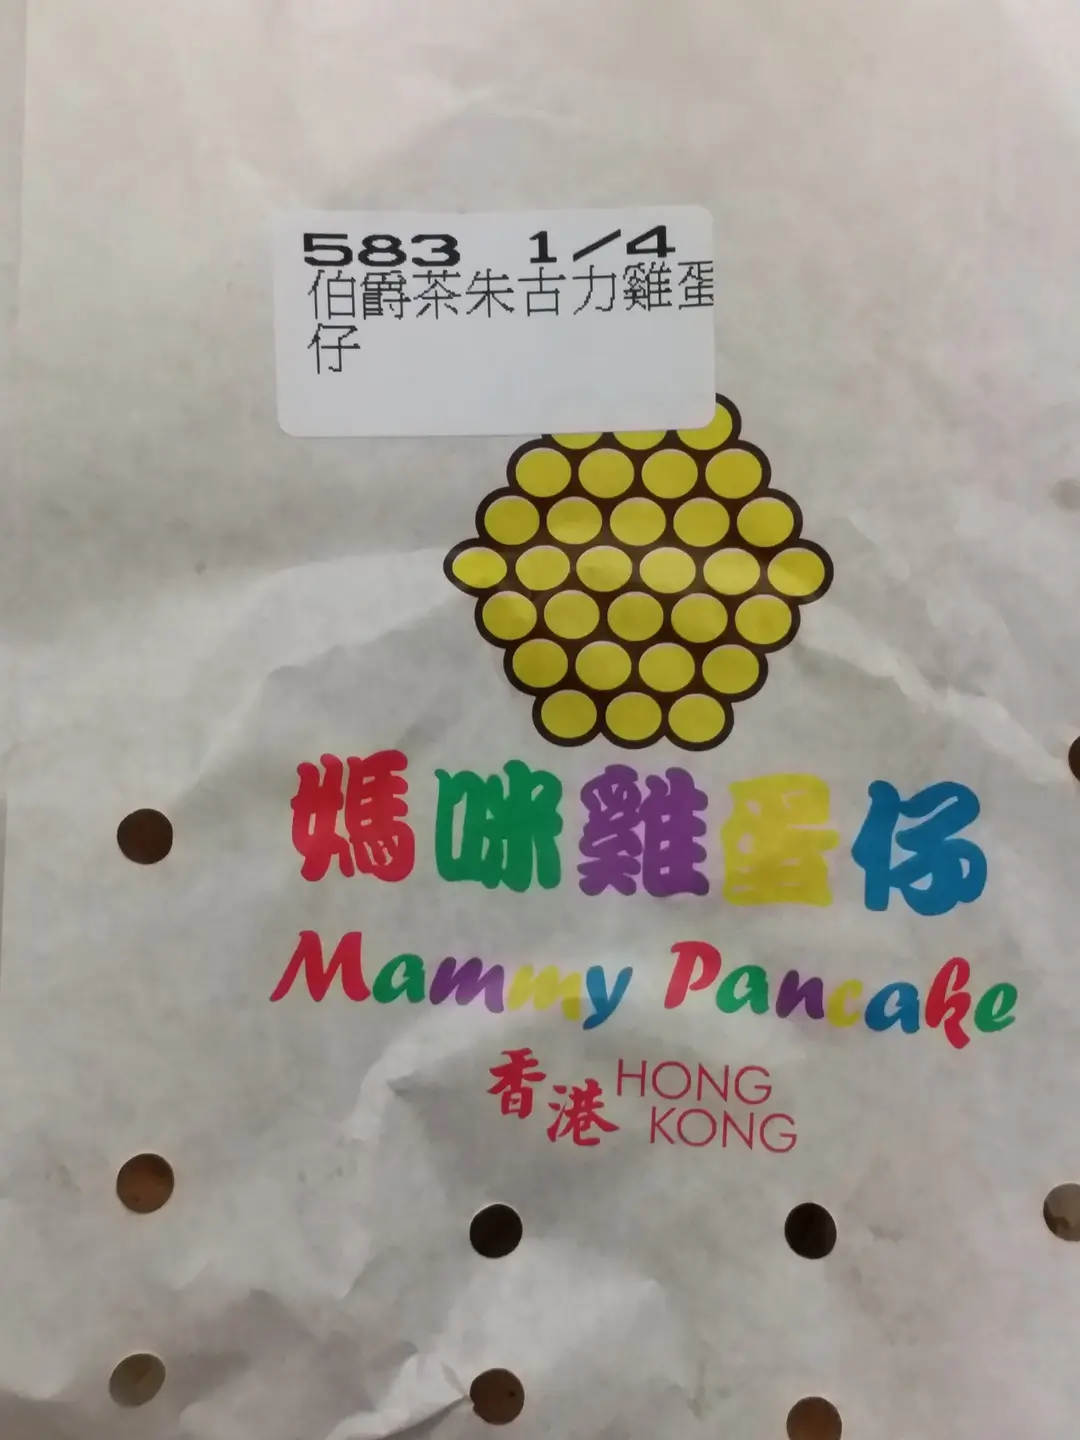 583 1/4
伯爵茶朱古力雞蛋
仔
媽咪雞蛋仔
Mammy Pancake
香港 HONG
KONG